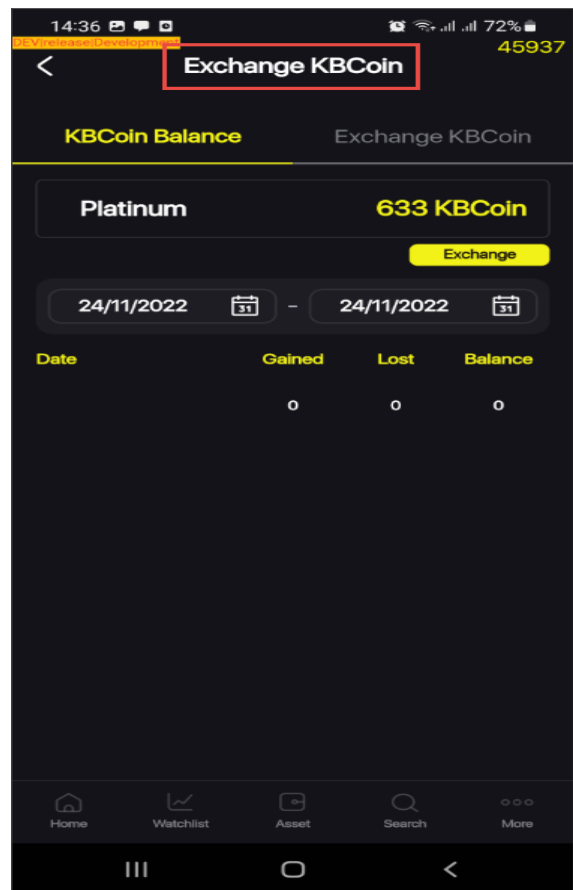 14:36 72%
DEV|release|Development 45937
Exchange KBCoin
KBCoin Balance Exchange KBCoin
Platinum 633 KBCoin
Exchange
24/11/2022 31 - 24/11/2022 31
Date Gained Lost Balance
0 0 0
Home Watchlist Asset Search More